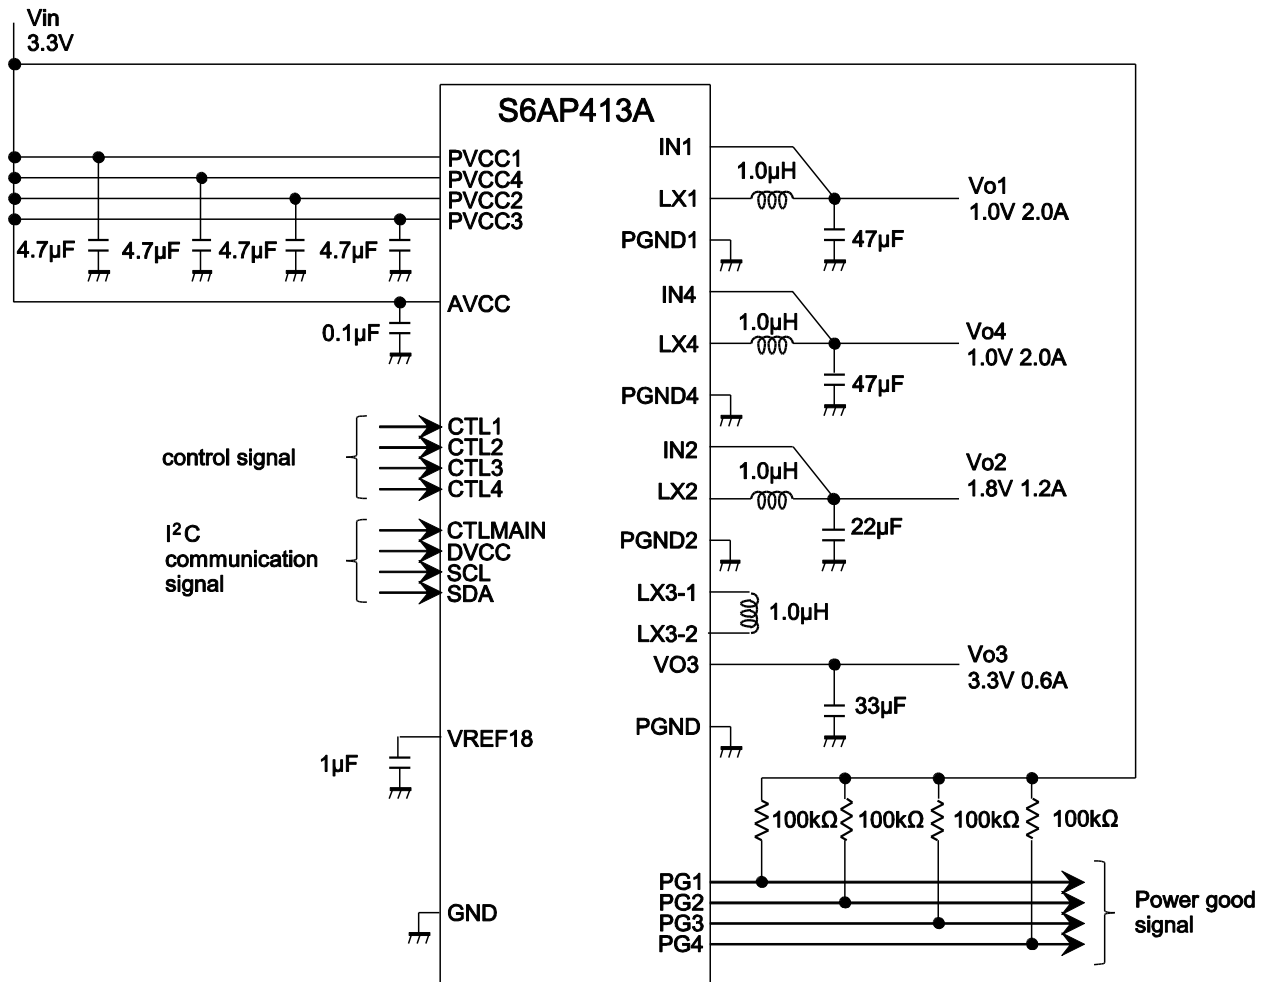 Vin
3.3V
S6AP413A
PVCC1
PVCC4
PVCC2
PVCC3
4.7µF
4.7µF
4.7µF
4.7µF
AVCC
0.1µF
control signal
CTL1
CTL2
CTL3
CTL4
I²C
communication
signal
CTLMAIN
DVCC
SCL
SDA
VREF18
1µF
GND
IN1
1.0µH
LX1
Vo1
1.0V 2.0A
PGND1
47µF
IN4
1.0µH
LX4
Vo4
1.0V 2.0A
47µF
PGND4
IN2
1.0µH
LX2
Vo2
1.8V 1.2A
22µF
PGND2
LX3-1
1.0µH
LX3-2
VO3
Vo3
3.3V 0.6A
33µF
PGND
100kΩ
100kΩ
100kΩ
100kΩ
PG1
PG2
PG3
PG4
Power good
signal